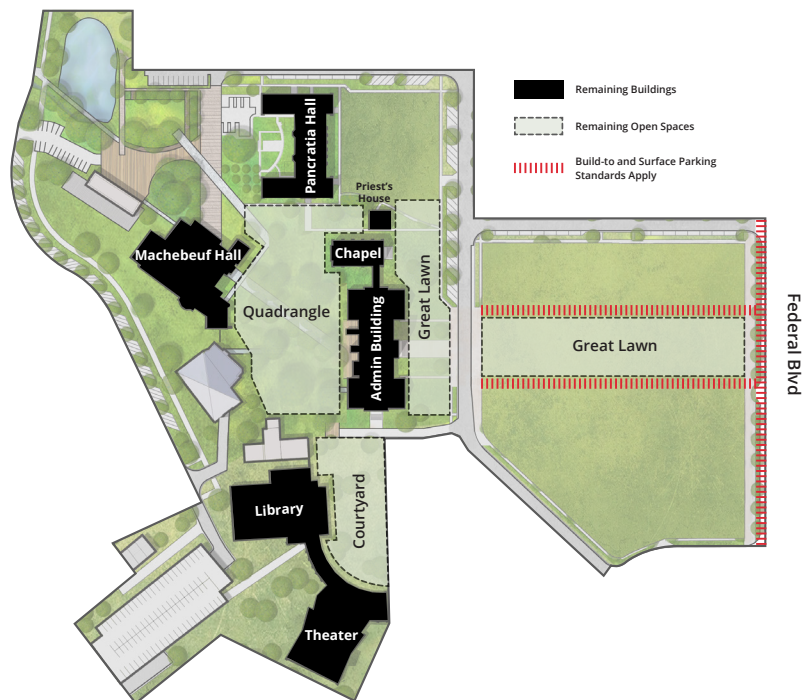 Remaining Buildings
Remaining Open Spaces
Build-to and Surface Parking
Standards Apply
Pancratia Hall
Priest's
House
Machebeuf Hall
Chapel
Quadrangle
Admin Building
Great Lawn
Great Lawn
Federal Blvd
Library
Courtyard
Theater